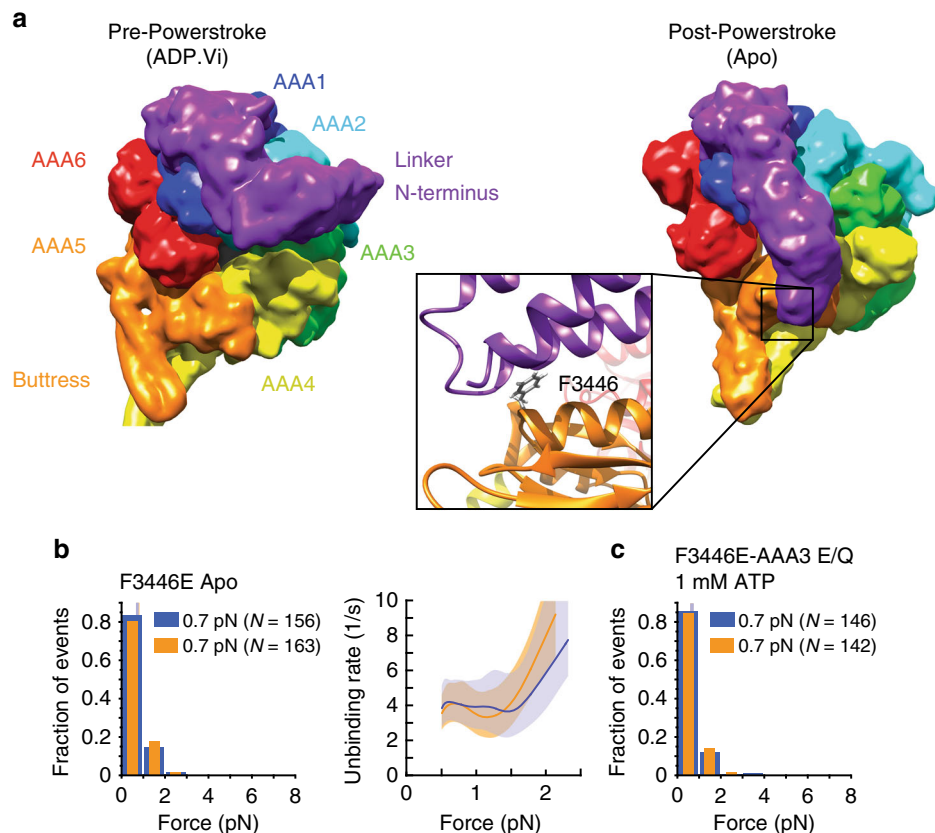 a
Pre-Powerstroke
(ADP.Vi)
Post-Powerstroke
(Apo)
AAA1
AAA2
AAA6
Linker
N-terminus
AAA5
AAA3
F3446
Buttress
AAA4
b
F3446E Apo
0.7 pN (N = 156)
0.7 pN (N = 163)
Fraction of events
0.8
0.6
0.4
0.2
0
0 2 4 6 8
Force (pN)
Unbinding rate (1/s)
10
8
6
4
2
0
0 1 2
Force (pN)
c
F3446E-AAA3 E/Q
1 mM ATP
0.7 pN (N = 146)
0.7 pN (N = 142)
Fraction of events
0.8
0.6
0.4
0.2
0
0 2 4 6 8
Force (pN)